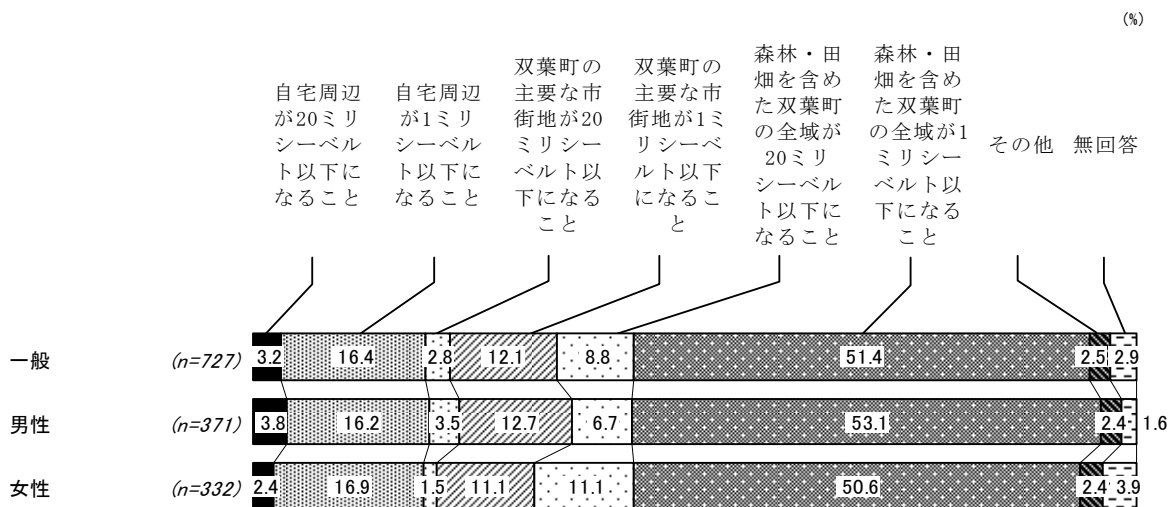 (%)
自宅周辺
が20ミリ
シーベル
ト以下に
なること
自宅周辺
が1ミリ
シーベル
ト以下に
なること
双葉町の
主要な市
街地が20
ミリシー
ベルト以
下になる
こと
双葉町の
主要な市
街地が1ミ
リシーベ
ルト以下
になるこ
と
森林・田
畑を含め
た双葉町
の全域が
20ミリ
シーベル
ト以下に
なること
森林・田
畑を含め
た双葉町
の全域が1
ミリシー
ベルト以
下になる
こと
その他
無回答
一般 (n=727) 3.2 16.4 2.8 12.1 8.8 51.4 2.5 2.9
男性 (n=371) 3.8 16.2 3.5 12.7 6.7 53.1 2.4 1.6
女性 (n=332) 2.4 16.9 1.5 11.1 11.1 50.6 2.4 3.9